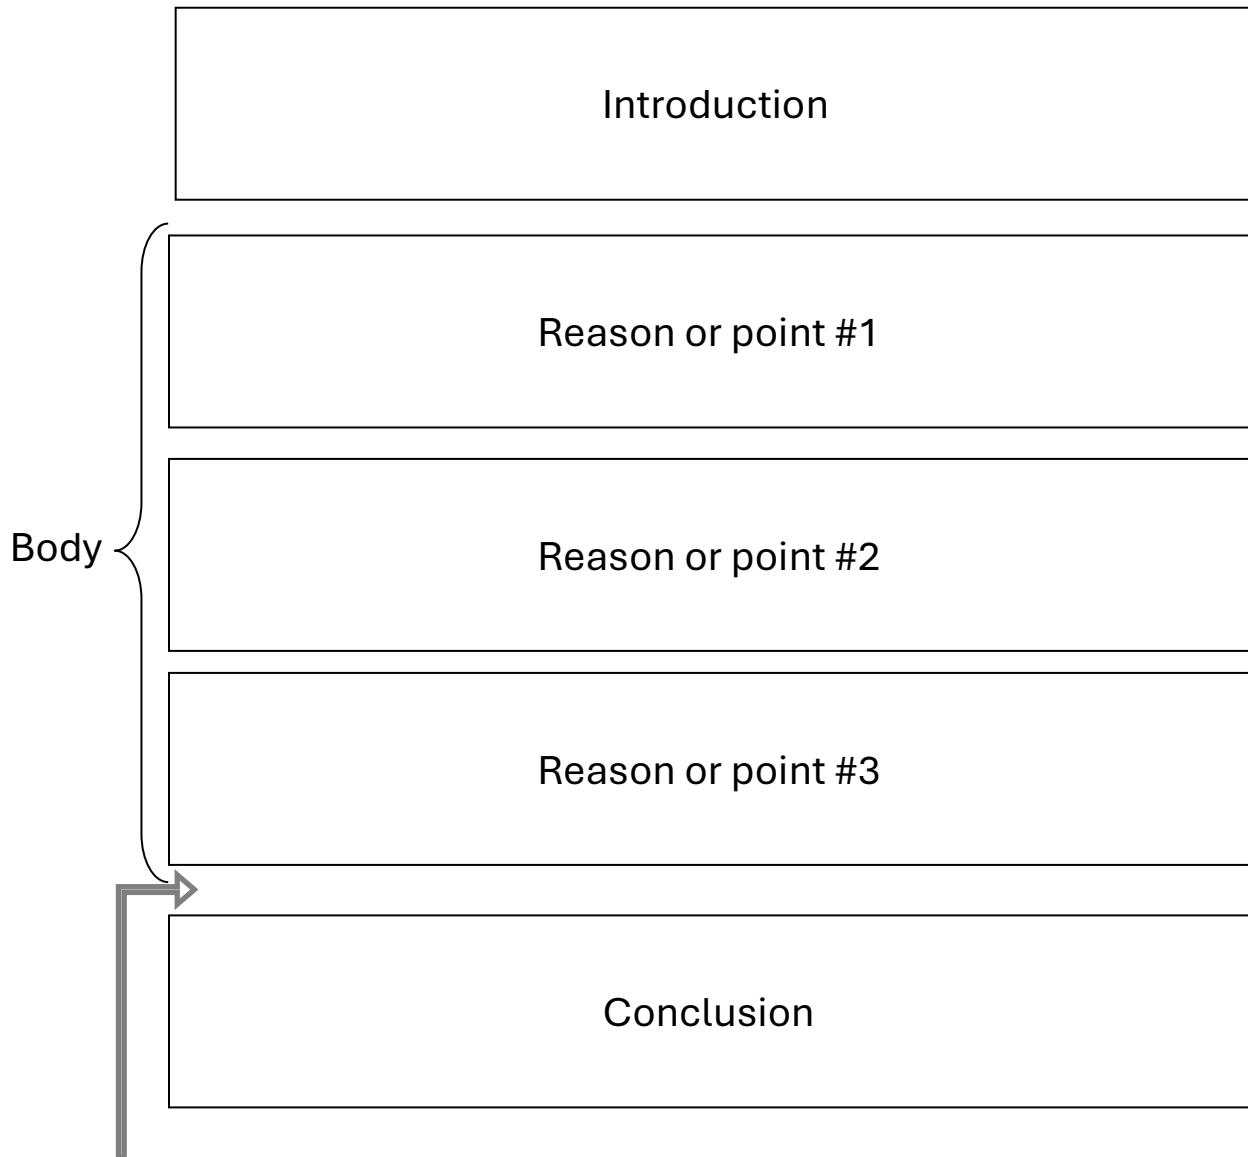 Introduction
Reason or point #1
Body
Reason or point #2
Reason or point #3
Conclusion